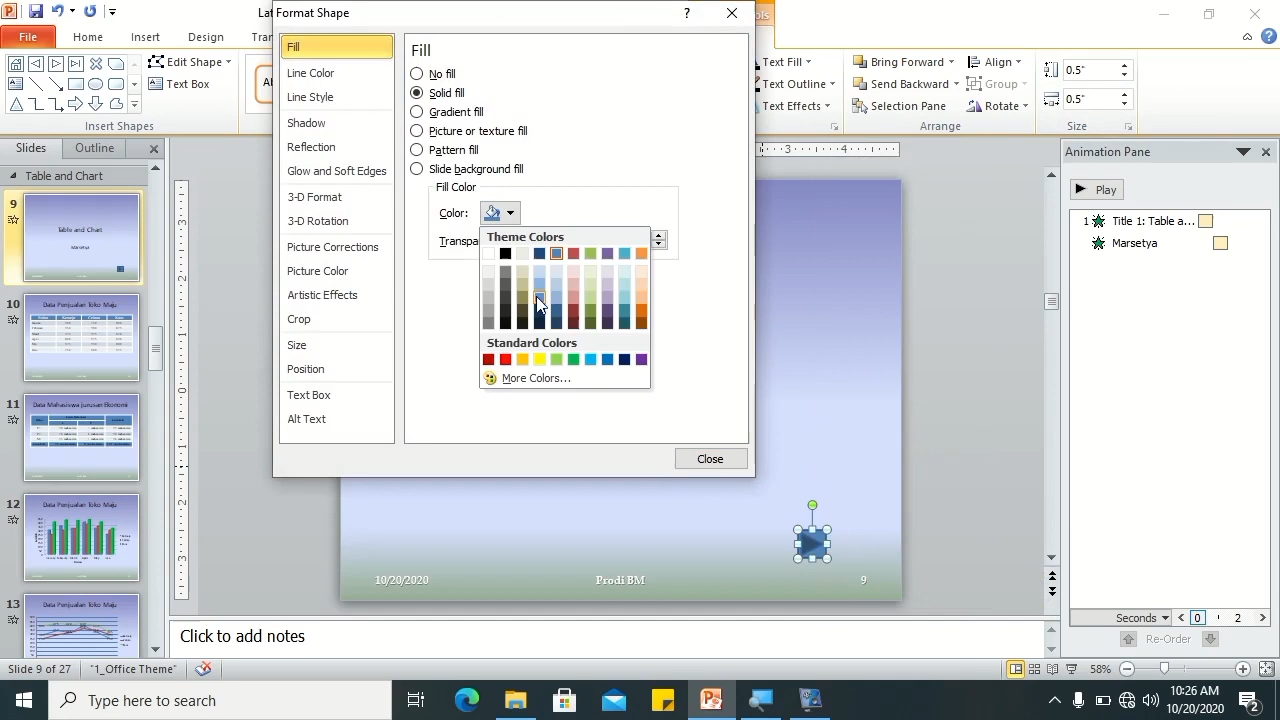 Lat
Format Shape
?
File
Home
Insert
Design
Tran
ols
Edit Shape
Text Box
Ab
Insert Shapes
Text Fill
Text Outline
Text Effects
Bring Forward
Send Backward
Selection Pane
Align
Group
Rotate
Arrange
0.5"
0.5"
Size
Slides
Outline
Table and Chart
9
Table and Chart
Marsetya
10
Data Penjualan Toko Maju
11
Data Mahasiswa Jurusan Ekonomi
12
Data Penjualan Toko Maju
13
Data Penjualan Toko Maju
Fill
Line Color
Line Style
Shadow
Reflection
Glow and Soft Edges
3-D Format
3-D Rotation
Picture Corrections
Picture Color
Artistic Effects
Crop
Size
Position
Text Box
Alt Text
Fill
No fill
Solid fill
Gradient fill
Picture or texture fill
Pattern fill
Slide background fill
Fill Color
Color:
Transpa
Theme Colors
Standard Colors
More Colors...
Close
10/20/2020
Prodi BM
9
Click to add notes
Animation Pane
Play
1 Title 1: Table a...
Marsetya
Seconds
0
2
Re-Order
Slide 9 of 27
"1_Office Theme"
58%
Type here to search
10:26 AM
10/20/2020
2